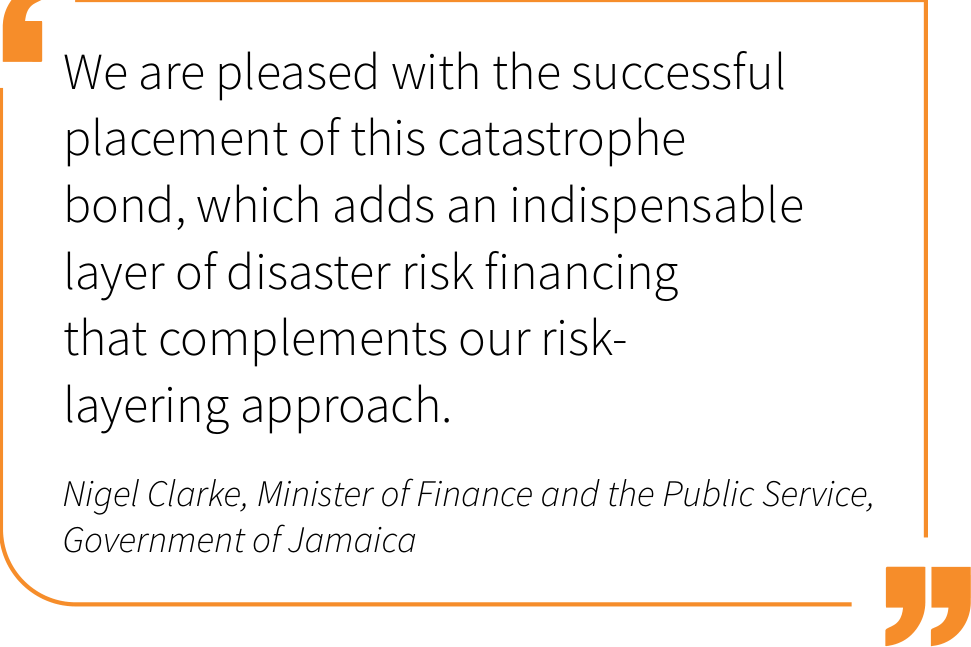 We are pleased with the successful
placement of this catastrophe
bond, which adds an indispensable
layer of disaster risk financing
that complements our risk-
layering approach.
Nigel Clarke, Minister of Finance and the Public Service,
Government of Jamaica